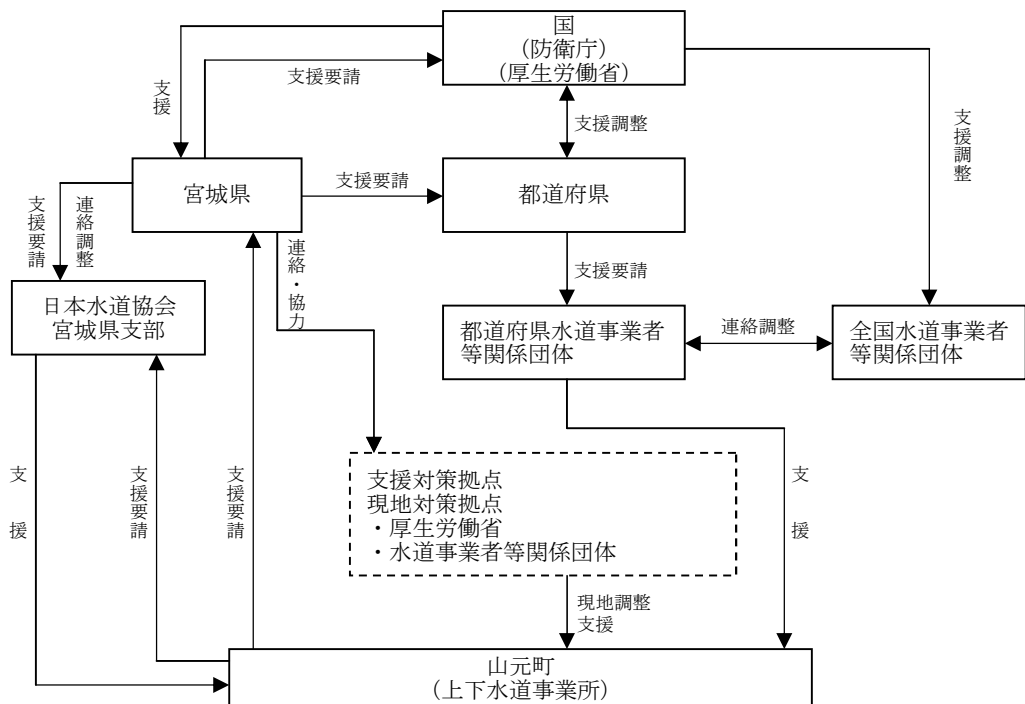 国
(防衛庁)
(厚生労働省)
支援
支援要請
支援調整
支援調整
宮城県
支援要請
都道府県
支援要請
連絡調整
連絡・協力
支援要請
日本水道協会
宮城県支部
都道府県水道事業者
等関係団体
連絡調整
全国水道事業者
等関係団体
支援対策拠点
現地対策拠点
・厚生労働省
・水道事業者等関係団体
支援
支援要請
支援要請
支援
現地調整
支援
山元町
(上下水道事業所)